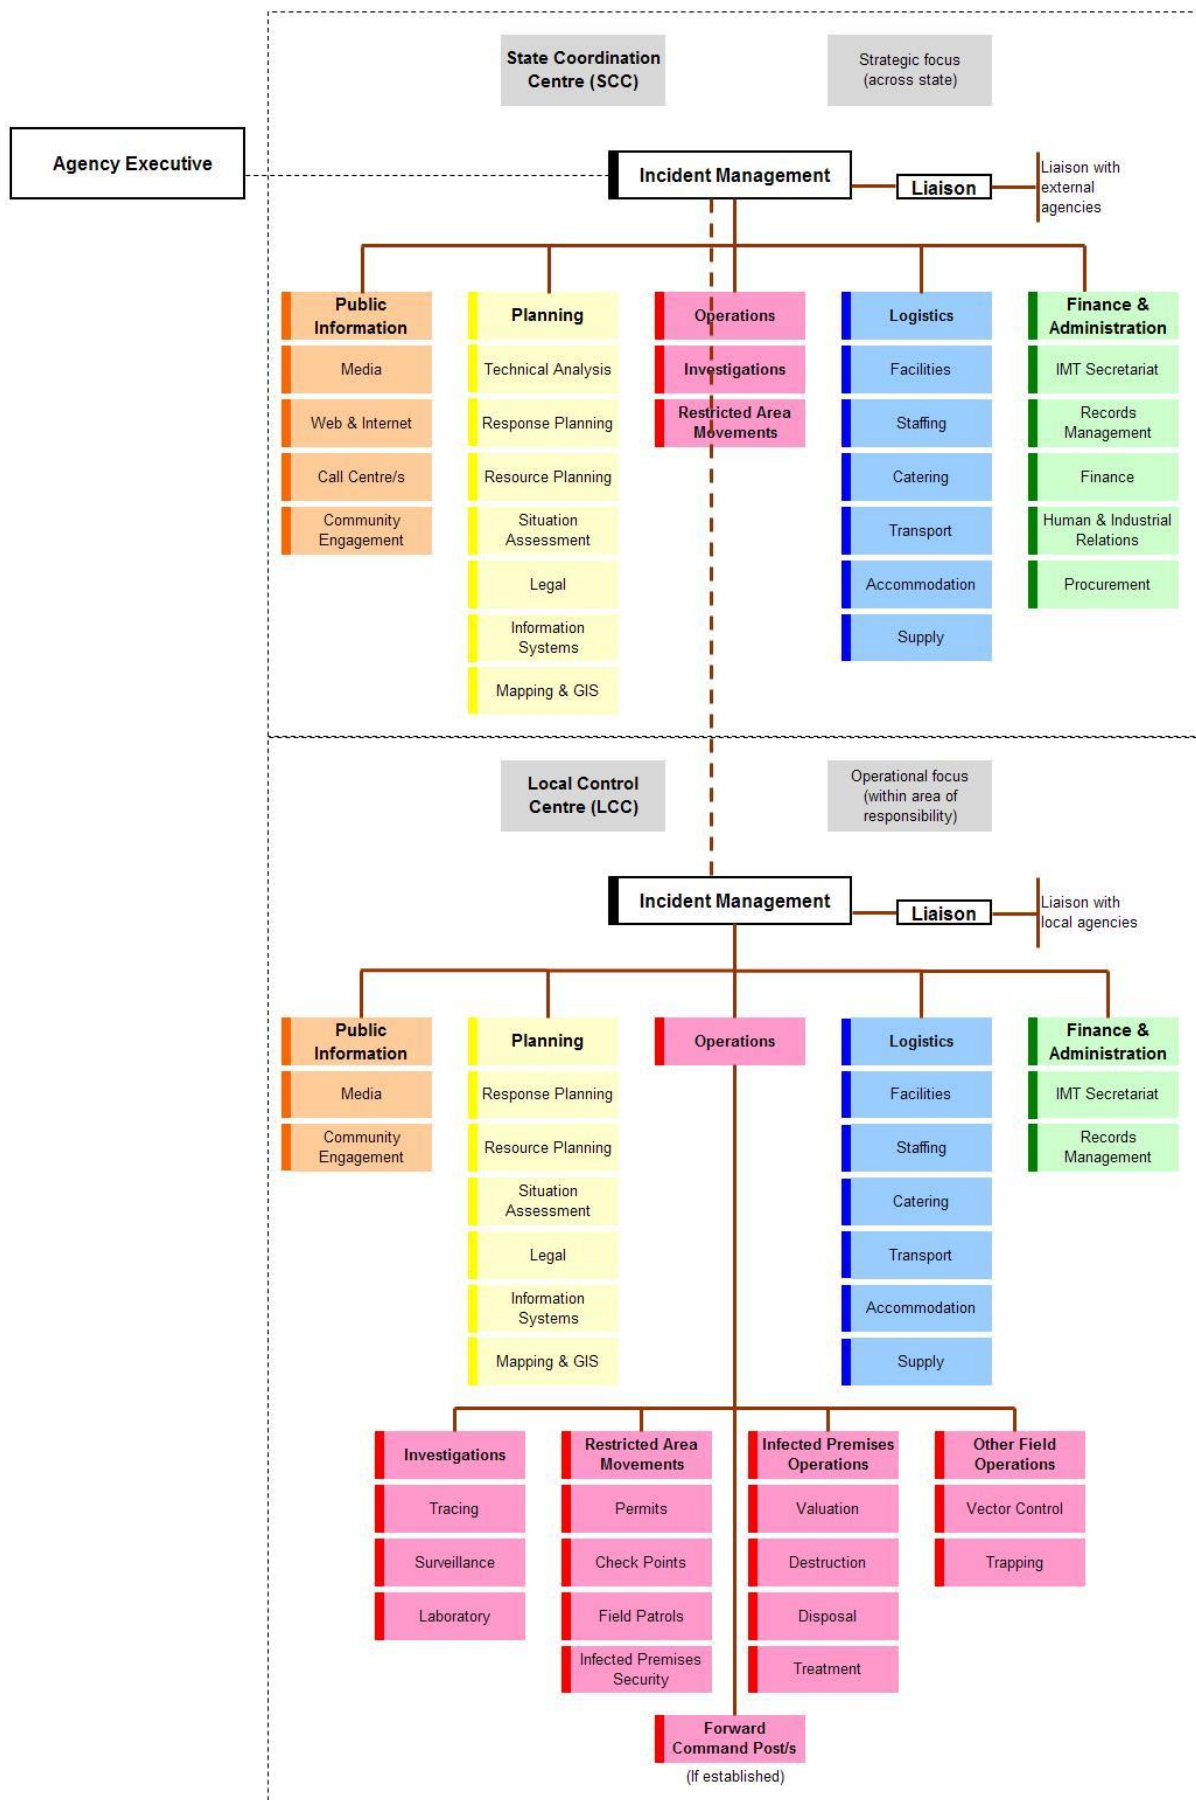 State Coordination
Centre (SCC)
Strategic focus
(across state)
Agency Executive
Incident Management
Liaison
Liaison with
external
agencies
Public
Information
Media
Web & Internet
Call Centre/s
Community
Engagement
Planning
Technical Analysis
Response Planning
Resource Planning
Situation
Assessment
Legal
Information
Systems
Mapping & GIS
Operations
Investigations
Restricted Area
Movements
Logistics
Facilities
Staffing
Catering
Transport
Accommodation
Supply
Finance &
Administration
IMT Secretariat
Records
Management
Finance
Human & Industrial
Relations
Procurement
Local Control
Centre (LCC)
Operational focus
(within area of
responsibility)
Incident Management
Liaison
Liaison with
local agencies
Public
Information
Media
Community
Engagement
Planning
Response Planning
Resource Planning
Situation
Assessment
Legal
Information
Systems
Mapping & GIS
Operations
Logistics
Facilities
Staffing
Catering
Transport
Accommodation
Supply
Finance &
Administration
IMT Secretariat
Records
Management
Investigations
Tracing
Surveillance
Laboratory
Restricted Area
Movements
Permits
Check Points
Field Patrols
Infected Premises
Security
Infected Premises
Operations
Valuation
Destruction
Disposal
Treatment
Other Field
Operations
Vector Control
Trapping
Forward
Command Post/s
(If established)